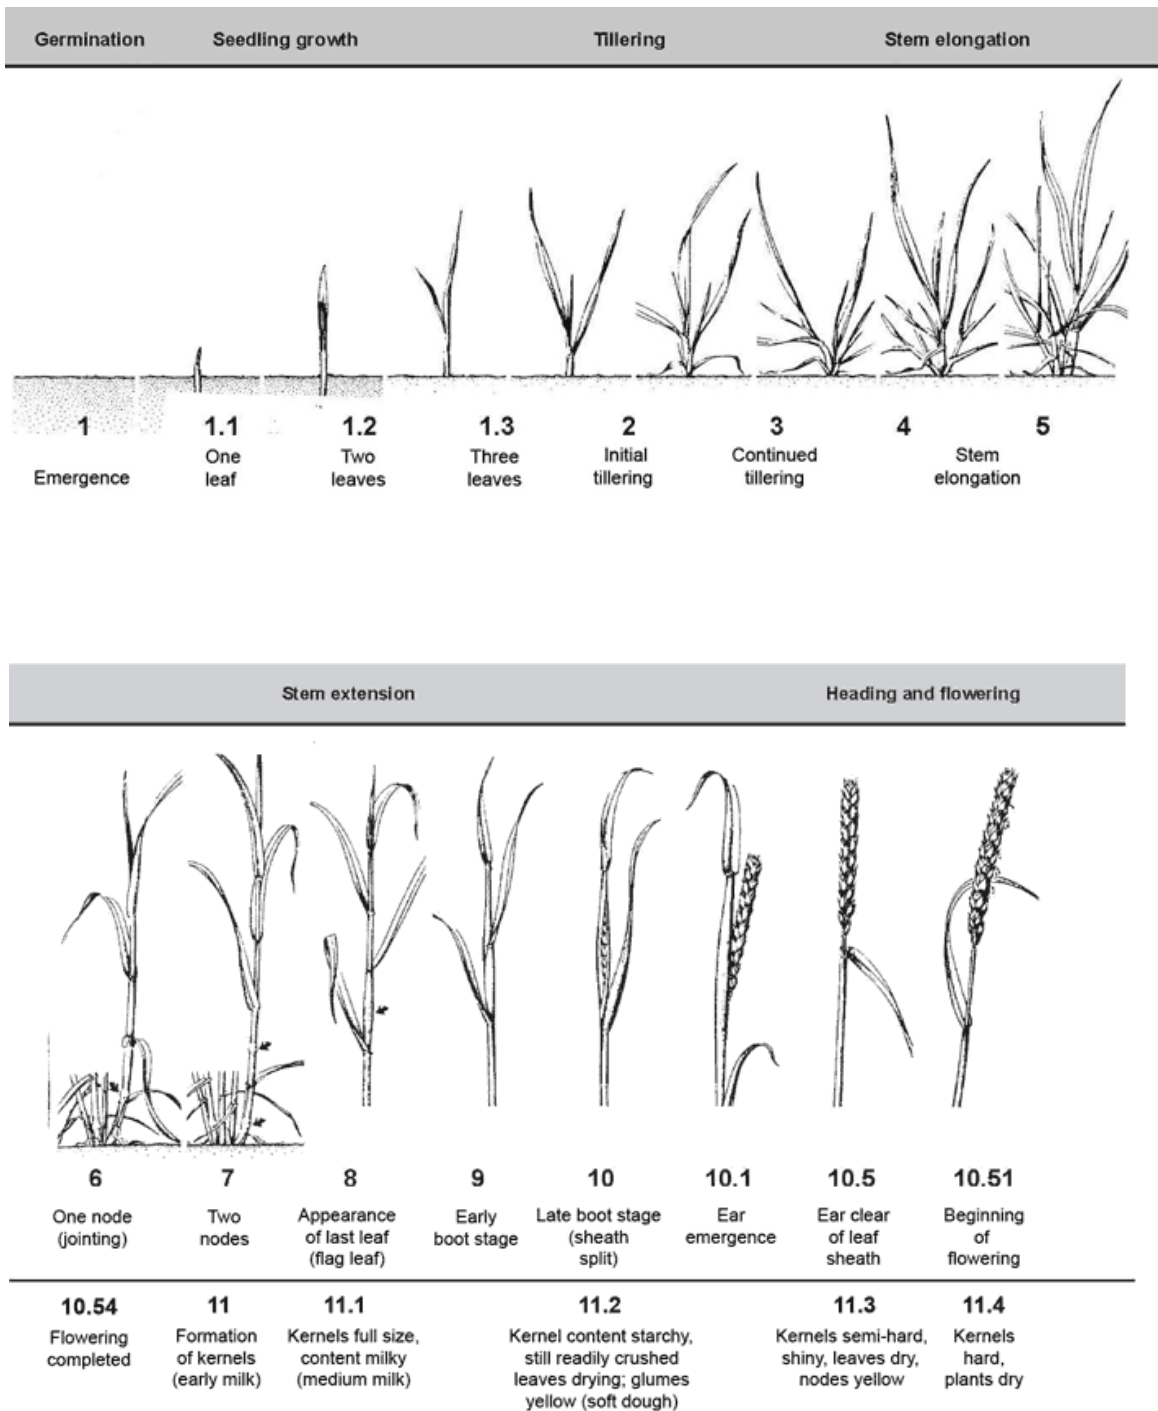 Germination Seedling growth Tillering Stem elongation
1 1.1 1.2 1.3 2 3 4 5
Emergence
One
leaf
Two
leaves
Three
leaves
Initial
tillering
Continued
tillering
Stem
elongation
Stem extension Heading and flowering
6 7 8 9 10 10.1 10.5 10.51
One node
(jointing)
Two
nodes
Appearance
of last leaf
(flag leaf)
Early
boot stage
Late boot stage
(sheath
split)
Ear
emergence
Ear clear
of leaf
sheath
Beginning
of
flowering
10.54 11 11.1 11.2 11.3 11.4
Flowering
completed
Formation
of kernels
(early milk)
Kernels full size,
content milky
(medium milk)
Kernel content starchy,
still readily crushed
leaves drying; glumes
yellow (soft dough)
Kernels semi-hard,
shiny, leaves dry,
nodes yellow
Kernels
hard,
plants dry